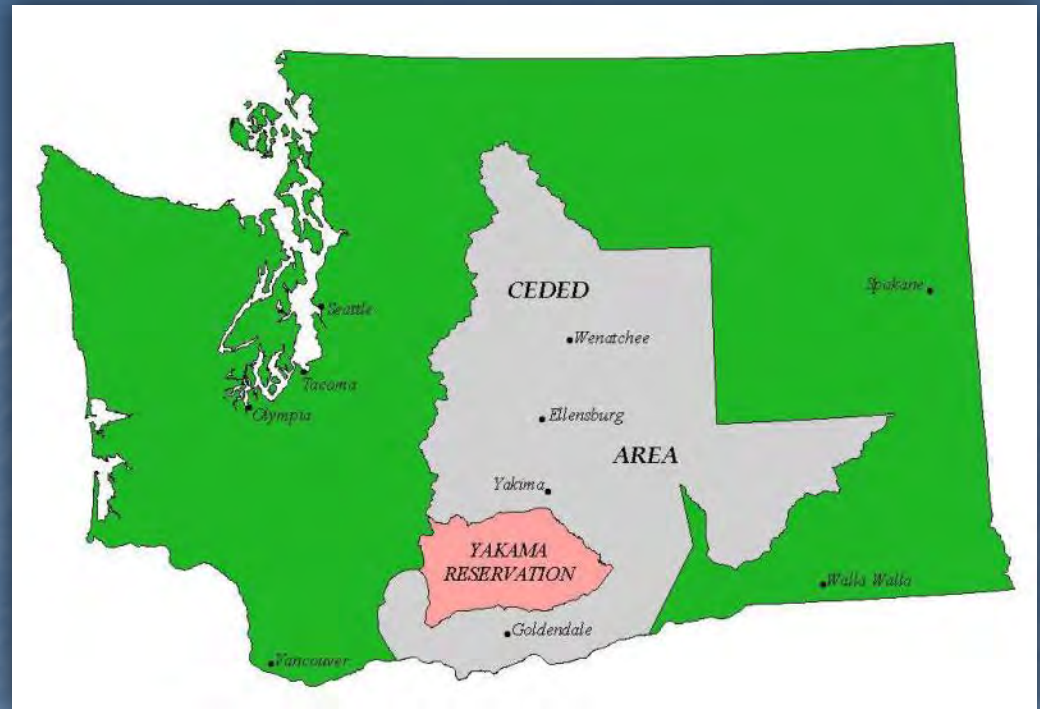 CEDED
Spokane
Seattle
Wenatchee
Tacoma
Olympia
Ellensburg
AREA
Yakima
YAKAMA
RESERVATION
Walla Walla
Goldendale
Vancouver